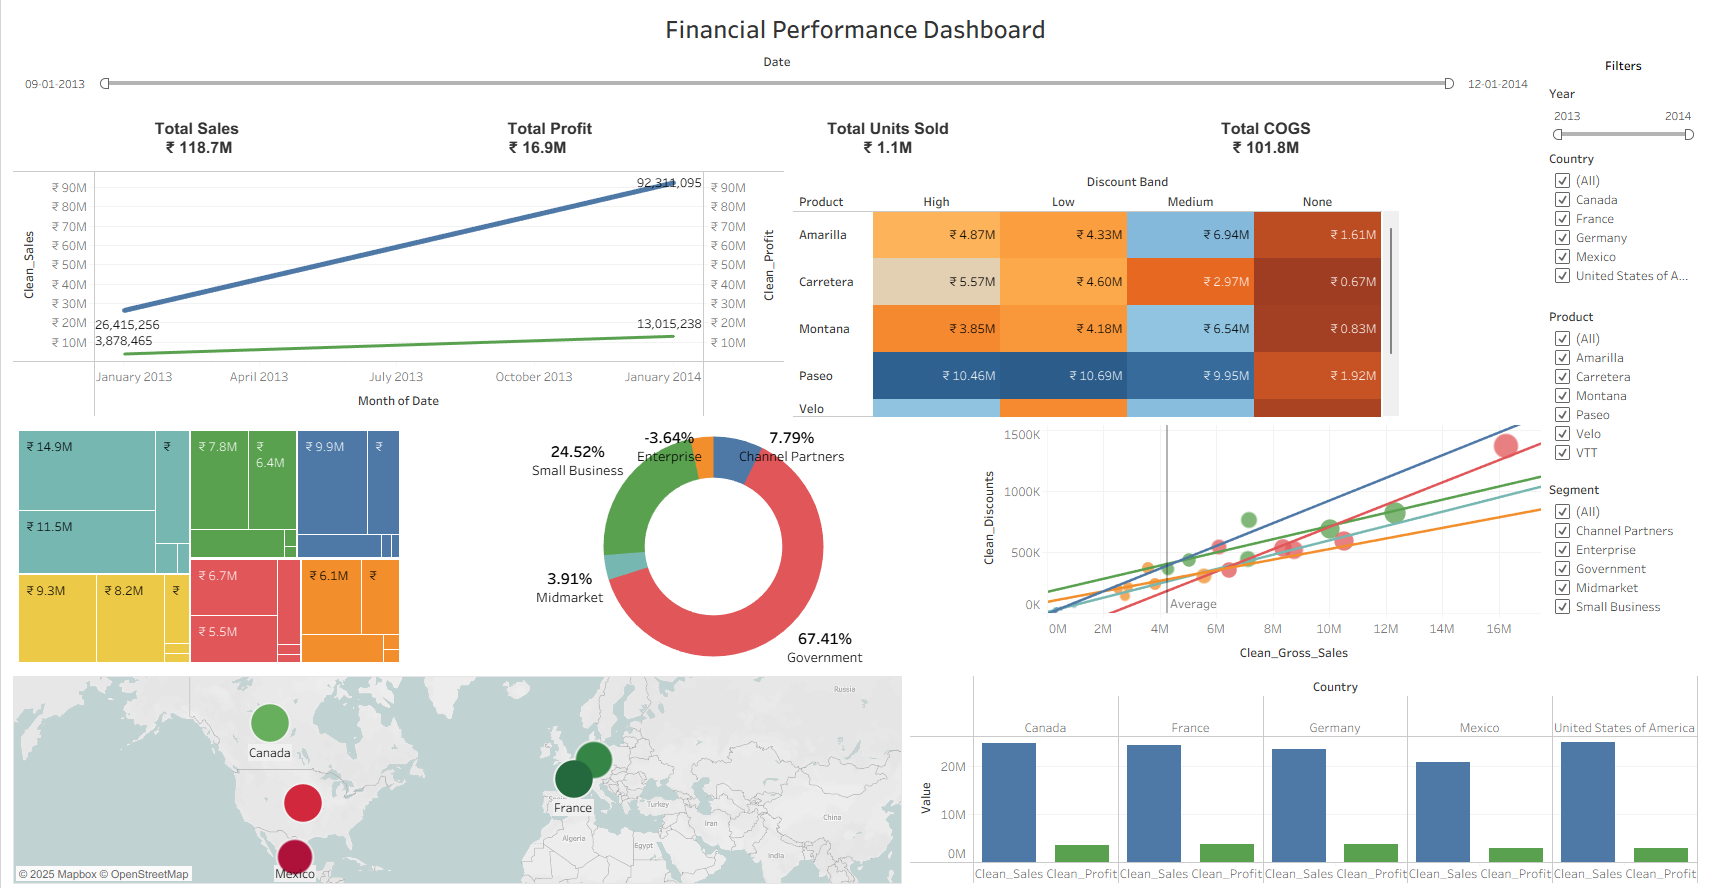 Financial Performance Dashboard
Date
09-01-2013
12-01-2014
Filters
Year
2013 2014
Total Sales
₹ 118.7M
Total Profit
₹ 16.9M
Total Units Sold
₹ 1.1M
Total COGS
₹ 101.8M
Country
(All)
Canada
France
Germany
Mexico
United States of A...
Product
(All)
Amarilla
Carretera
Montana
Paseo
Velo
VTT
Segment
(All)
Channel Partners
Enterprise
Government
Midmarket
Small Business
Clean_Sales
₹ 90M
₹ 80M
₹ 70M
₹ 60M
₹ 50M
₹ 40M
₹ 30M
₹ 20M
₹ 10M
92,311,095
26,415,256
3,878,465
13,015,238
₹ 90M
₹ 80M
₹ 70M
₹ 60M
₹ 50M
₹ 40M
₹ 30M
₹ 20M
₹ 10M
Clean_Profit
January 2013 April 2013 July 2013 October 2013 January 2014
Month of Date
Discount Band
Product High Low Medium None
Amarilla ₹ 4.87M ₹ 4.33M ₹ 6.94M ₹ 1.61M
Carretera ₹ 5.57M ₹ 4.60M ₹ 2.97M ₹ 0.67M
Montana ₹ 3.85M ₹ 4.18M ₹ 6.54M ₹ 0.83M
Paseo ₹ 10.46M ₹ 10.69M ₹ 9.95M ₹ 1.92M
Velo
₹ 14.9M ₹ ₹ 7.8M ₹ 6.4M ₹ 9.9M ₹
₹ 11.5M
₹ 9.3M ₹ 8.2M ₹ ₹ 6.7M ₹ 6.1M ₹
₹ 5.5M
-3.64%
Enterprise
7.79%
Channel Partners
24.52%
Small Business
3.91%
Midmarket
67.41%
Government
Clean_Discounts
1500K
1000K
500K
0K
Average
0M 2M 4M 6M 8M 10M 12M 14M 16M
Clean_Gross_Sales
Russia
Canada
France
Turkey
China
Iran
Algeria
Egypt
India
Mexico
© 2025 Mapbox © OpenStreetMap
Country
Canada France Germany Mexico United States of America
Value
20M
10M
0M
Clean_Sales Clean_Profit Clean_Sales Clean_Profit Clean_Sales Clean_Profit Clean_Sales Clean_Profit Clean_Sales Clean_Profit